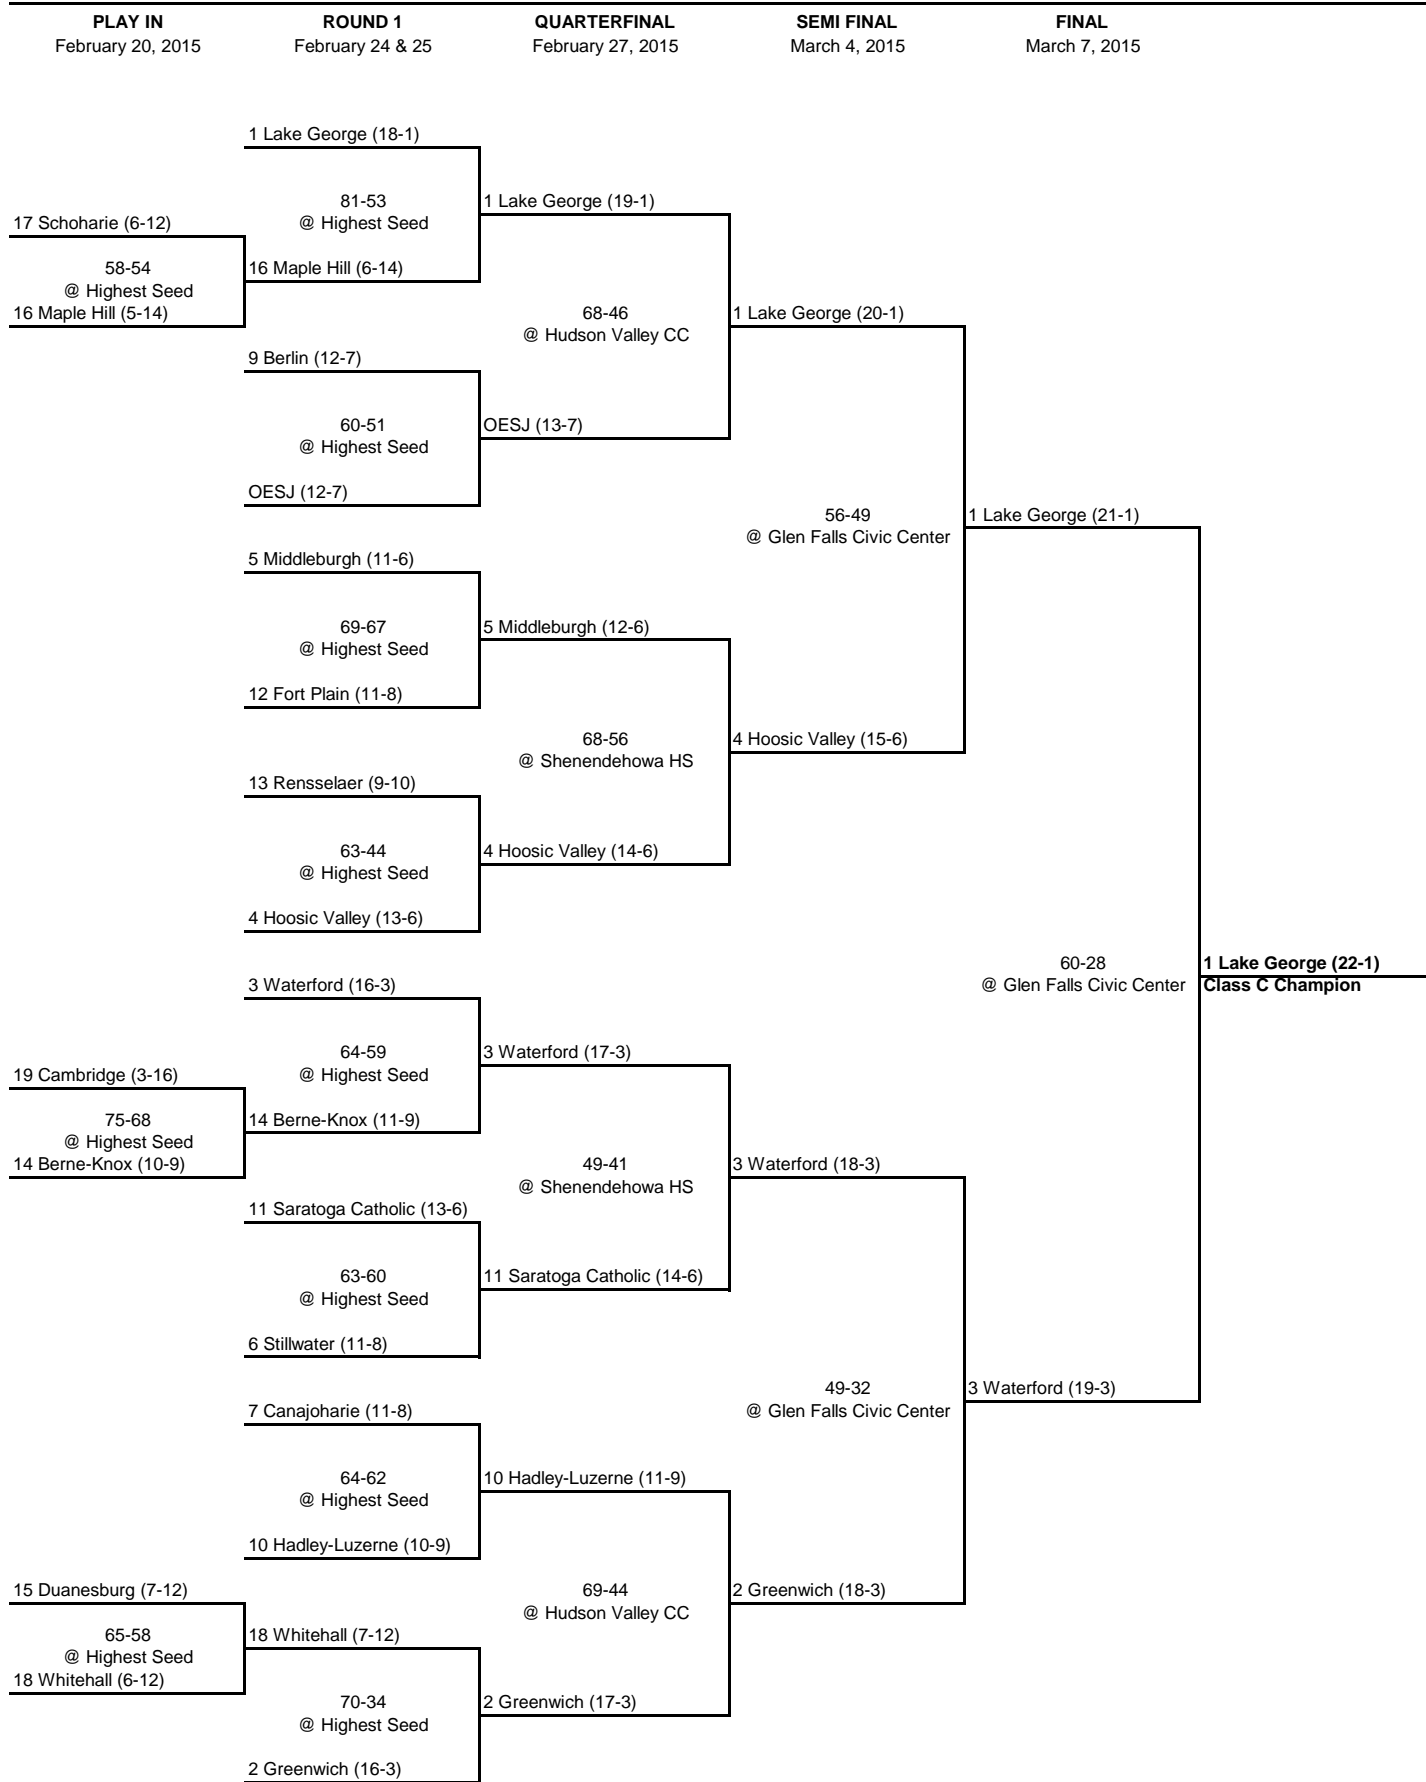 PLAY IN
ROUND 1
QUARTERFINAL
SEMI FINAL
FINAL
February 20, 2015
February 24 & 25
February 27, 2015
March 4, 2015
March 7, 2015
1 Lake George (18-1)
81-53
@ Highest Seed
1 Lake George (19-1)
17 Schoharie (6-12)
58-54
@ Highest Seed
16 Maple Hill (6-14)
16 Maple Hill (5-14)
68-46
@ Hudson Valley CC
1 Lake George (20-1)
9 Berlin (12-7)
60-51
@ Highest Seed
OESJ (13-7)
OESJ (12-7)
56-49
@ Glen Falls Civic Center
1 Lake George (21-1)
5 Middleburgh (11-6)
69-67
@ Highest Seed
5 Middleburgh (12-6)
12 Fort Plain (11-8)
68-56
@ Shenendehowa HS
4 Hoosic Valley (15-6)
13 Rensselaer (9-10)
63-44
@ Highest Seed
4 Hoosic Valley (14-6)
4 Hoosic Valley (13-6)
60-28
@ Glen Falls Civic Center
1 Lake George (22-1)
Class C Champion
3 Waterford (16-3)
64-59
@ Highest Seed
3 Waterford (17-3)
19 Cambridge (3-16)
75-68
@ Highest Seed
14 Berne-Knox (11-9)
14 Berne-Knox (10-9)
49-41
@ Shenendehowa HS
3 Waterford (18-3)
11 Saratoga Catholic (13-6)
63-60
@ Highest Seed
11 Saratoga Catholic (14-6)
6 Stillwater (11-8)
49-32
@ Glen Falls Civic Center
3 Waterford (19-3)
7 Canajoharie (11-8)
64-62
@ Highest Seed
10 Hadley-Luzerne (11-9)
10 Hadley-Luzerne (10-9)
15 Duanesburg (7-12)
69-44
@ Hudson Valley CC
2 Greenwich (18-3)
65-58
@ Highest Seed
18 Whitehall (7-12)
18 Whitehall (6-12)
70-34
@ Highest Seed
2 Greenwich (17-3)
2 Greenwich (16-3)